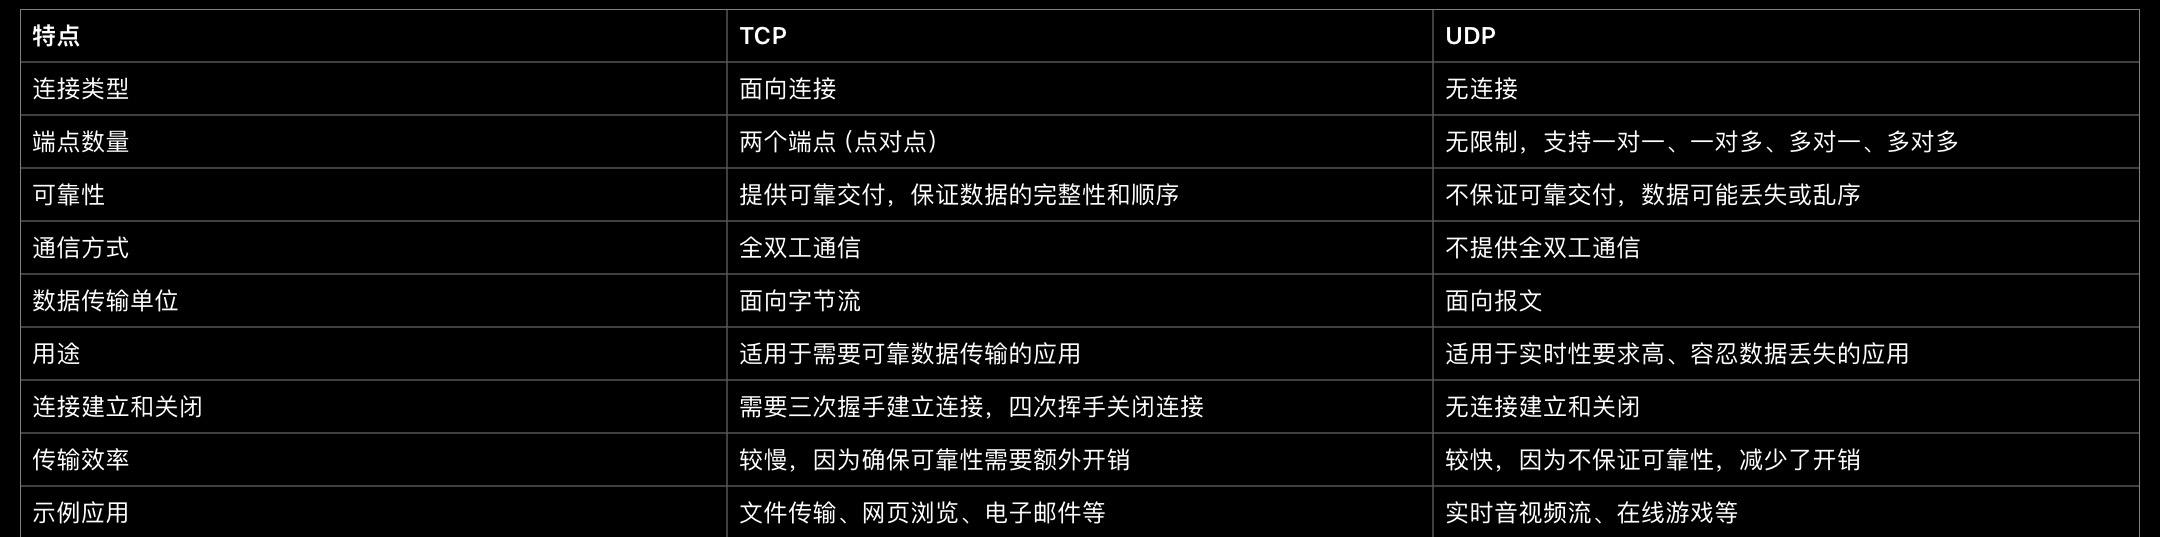 特点 TCP UDP
连接类型 面向连接 无连接
端点数量 两个端点（点对点） 无限制，支持一对一、一对多、多对一、多对多
可靠性 提供可靠交付，保证数据的完整性和顺序 不保证可靠交付，数据可能丢失或乱序
通信方式 全双工通信 不提供全双工通信
数据传输单位 面向字节流 面向报文
用途 适用于需要可靠数据传输的应用 适用于实时性要求高、容忍数据丢失的应用
连接建立和关闭 需要三次握手建立连接，四次挥手关闭连接 无连接建立和关闭
传输效率 较慢，因为确保可靠性需要额外开销 较快，因为不保证可靠性，减少了开销
示例应用 文件传输、网页浏览、电子邮件等 实时音视频流、在线游戏等